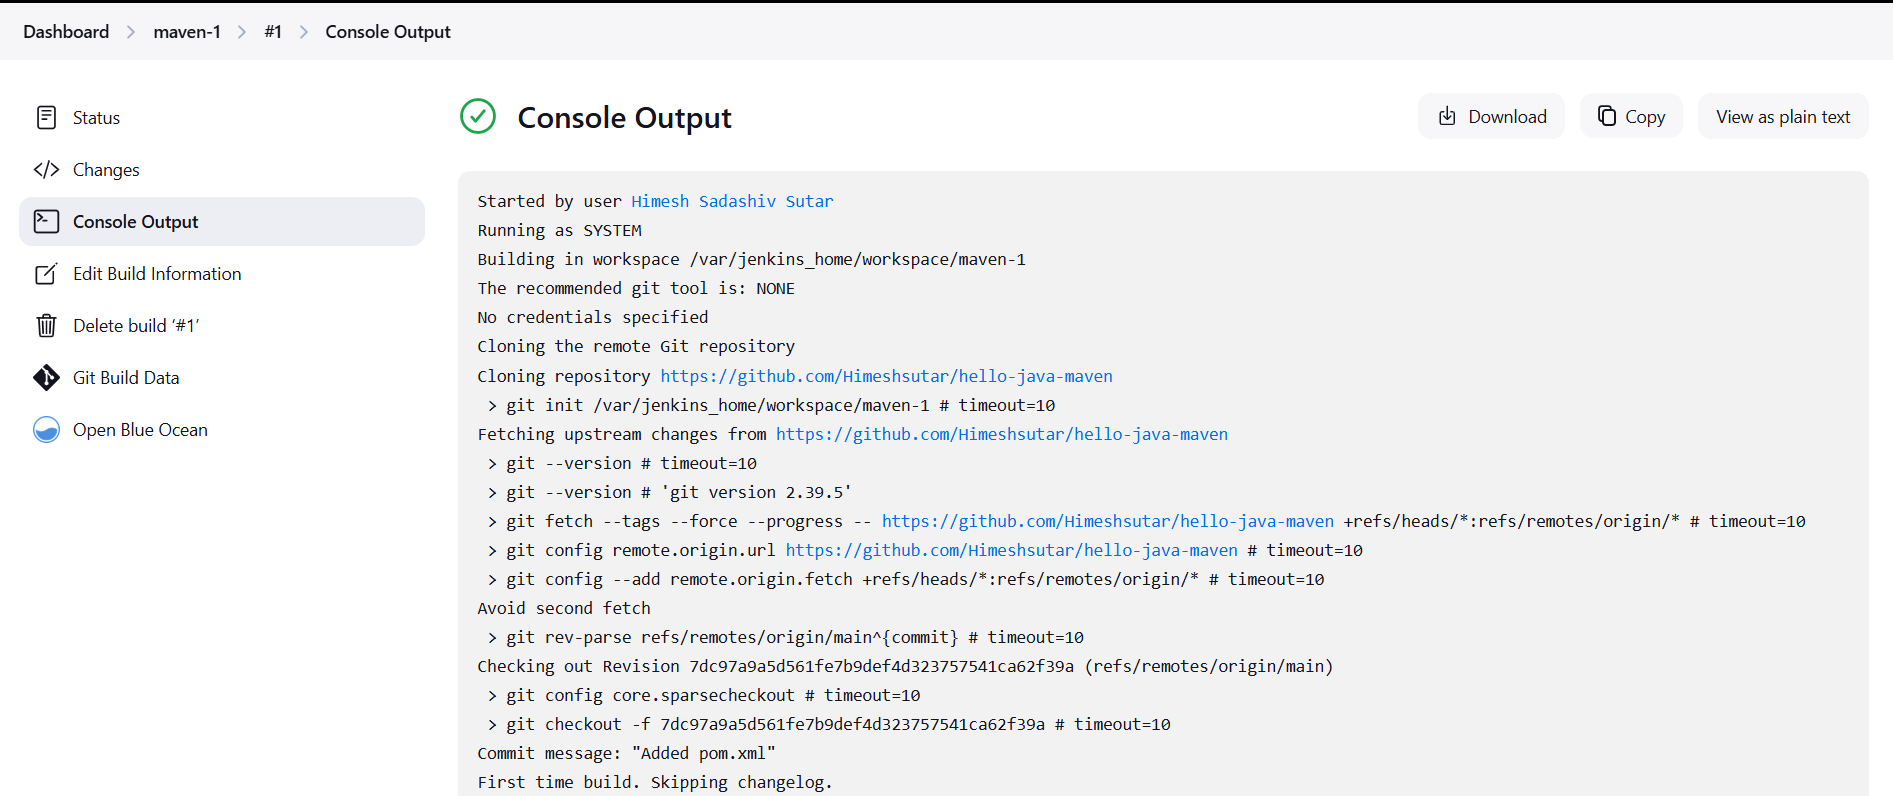 Dashboard > maven-1 > #1 > Console Output
Status
Changes
Console Output
Edit Build Information
Delete build ‘#1’
Git Build Data
Open Blue Ocean
Console Output
Download
Copy
View as plain text
Started by user Himesh Sadashiv Sutar
Running as SYSTEM
Building in workspace /var/jenkins_home/workspace/maven-1
The recommended git tool is: NONE
No credentials specified
Cloning the remote Git repository
Cloning repository https://github.com/Himeshsutar/hello-java-maven
> git init /var/jenkins_home/workspace/maven-1 # timeout=10
Fetching upstream changes from https://github.com/Himeshsutar/hello-java-maven
> git --version # timeout=10
> git --version # 'git version 2.39.5'
> git fetch --tags --force --progress -- https://github.com/Himeshsutar/hello-java-maven +refs/heads/*:refs/remotes/origin/* # timeout=10
> git config remote.origin.url https://github.com/Himeshsutar/hello-java-maven # timeout=10
> git config --add remote.origin.fetch +refs/heads/*:refs/remotes/origin/* # timeout=10
Avoid second fetch
> git rev-parse refs/remotes/origin/main^{commit} # timeout=10
Checking out Revision 7dc97a9a5d561fe7b9def4d323757541ca62f39a (refs/remotes/origin/main)
> git config core.sparsecheckout # timeout=10
> git checkout -f 7dc97a9a5d561fe7b9def4d323757541ca62f39a # timeout=10
Commit message: "Added pom.xml"
First time build. Skipping changelog.